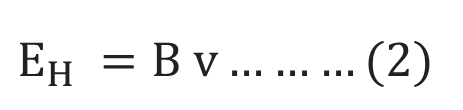 E_H = B v ... ... ... (2)